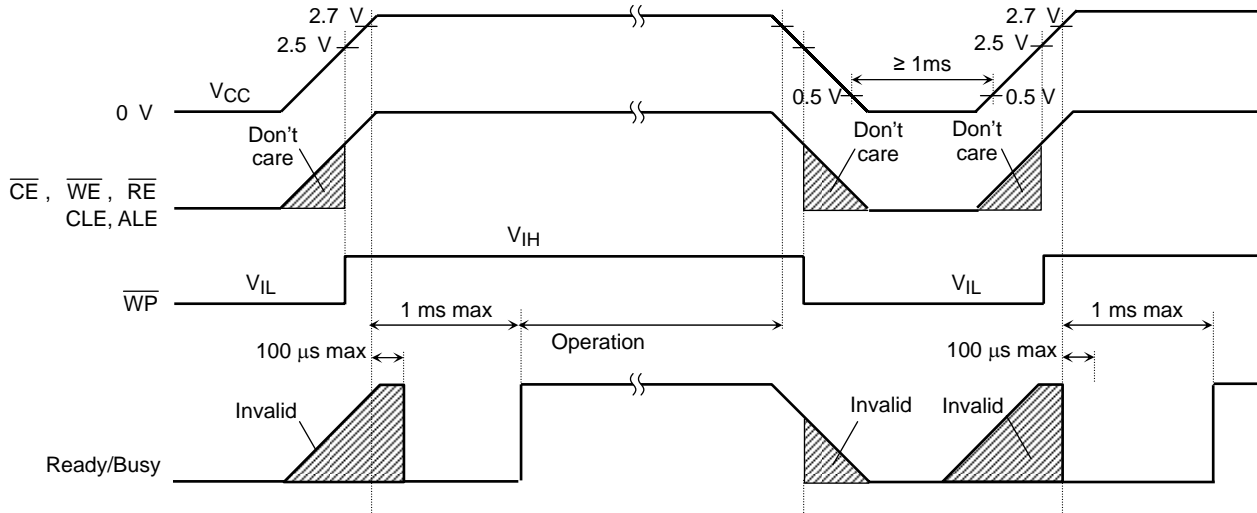 2.7 V
2.5 V
VCC
0 V
≥ 1ms
0.5 V
2.7 V
2.5 V
0.5 V
Don't
care
Don't
care
Don't
care
CE , WE , RE
CLE, ALE
VIH
WP
VIL
VIL
1 ms max
Operation
1 ms max
100 µs max
100 µs max
Invalid
Invalid
Invalid
Ready/Busy